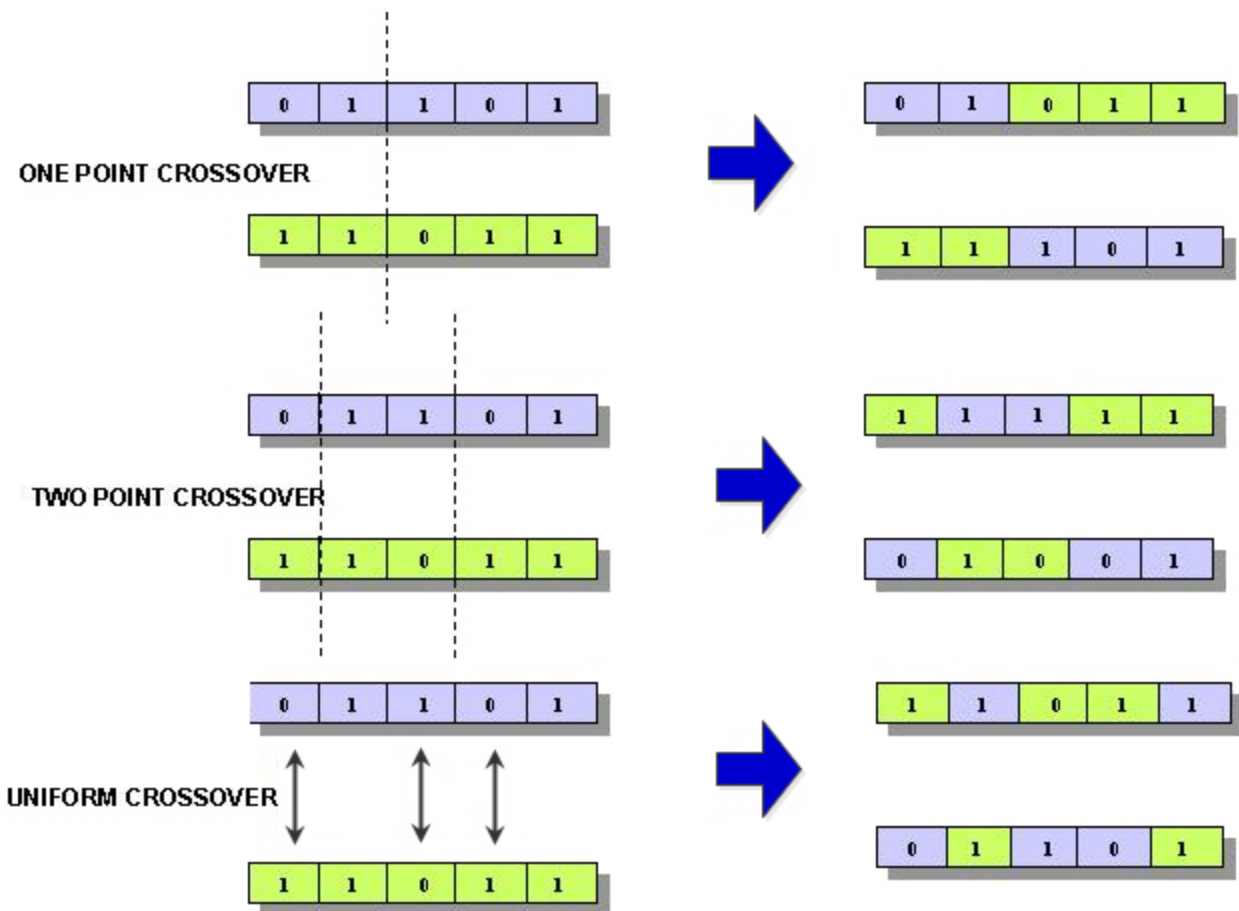 0 1 1 0 1
0 1 0 1 1
ONE POINT CROSSOVER
1 1 0 1 1
1 1 1 0 1
0 1 1 0 1
1 1 1 1 1
TWO POINT CROSSOVER
1 1 0 1 1
0 1 0 0 1
0 1 1 0 1
1 1 0 1 1
UNIFORM CROSSOVER
1 1 0 1 1
0 1 1 0 1